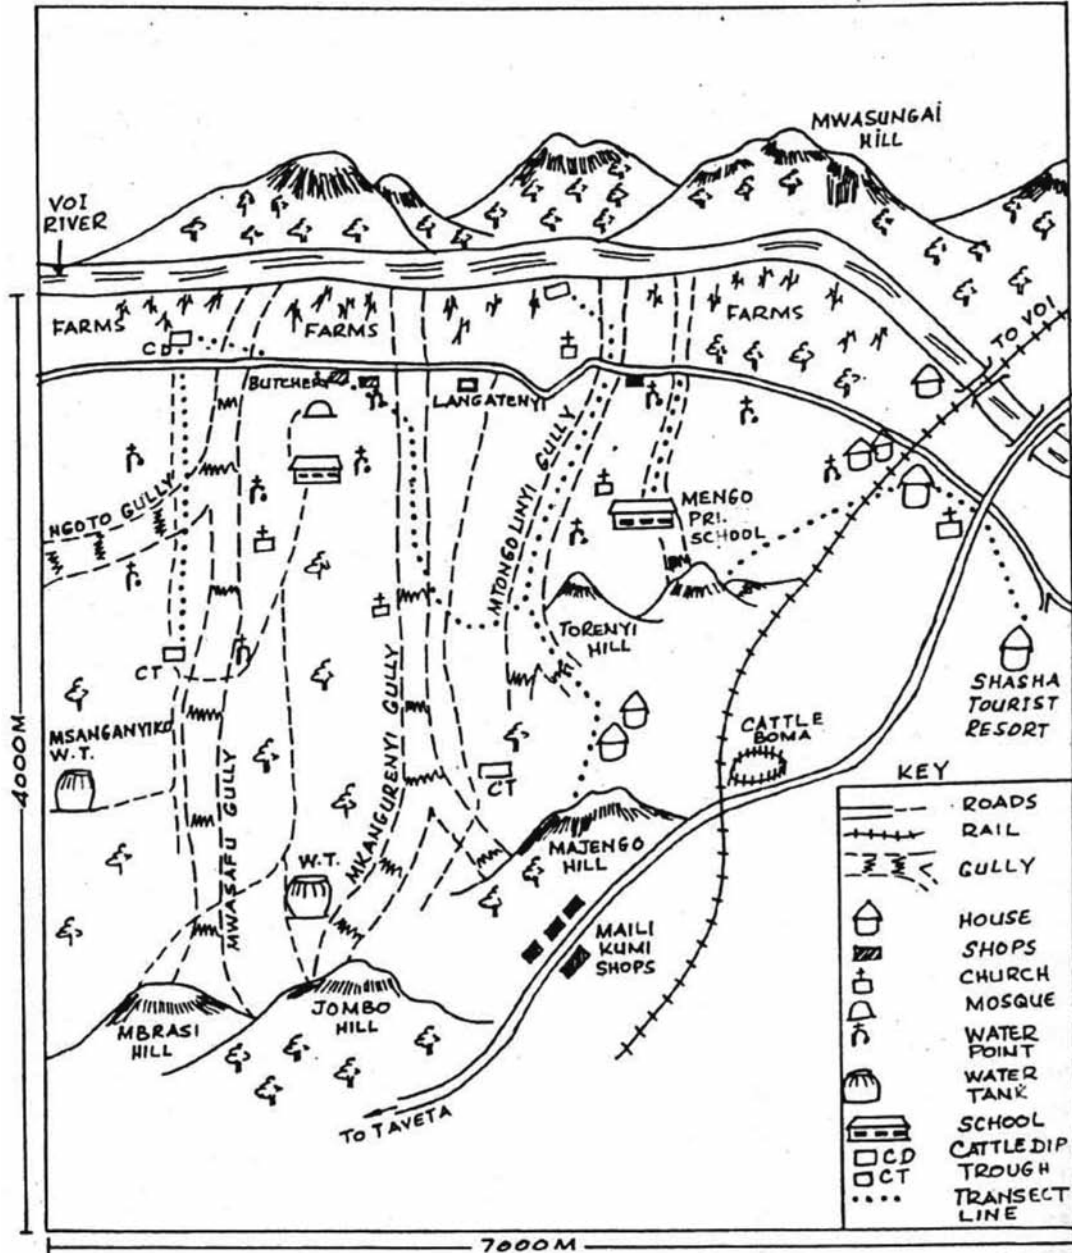 MWASUNGAI
HILL
VOI
RIVER
TO VOI
FARMS
FARMS
FARMS
CD
BUTCHERY
LANGATENYI
NGOTO GULLY
MTONGOLINYI GULLY
MENGO
PRI.
SCHOOL
TORENYI
HILL
CT
SHASHA
TOURIST
RESORT
MSANGANYIKO
W.T.
CATTLE
BOMA
MWASAFU GULLY
MKANGURENYI GULLY
CT
MAJENGO
HILL
W.T.
MAILI
KUMI
SHOPS
MBRASI
HILL
JOMBO
HILL
TO TAVETA
4000M
7000M
KEY
ROADS
RAIL
GULLY
HOUSE
SHOPS
CHURCH
MOSQUE
WATER
POINT
WATER
TANK
SCHOOL
CD CATTLEDIP
CT TROUGH
TRANSECT
LINE